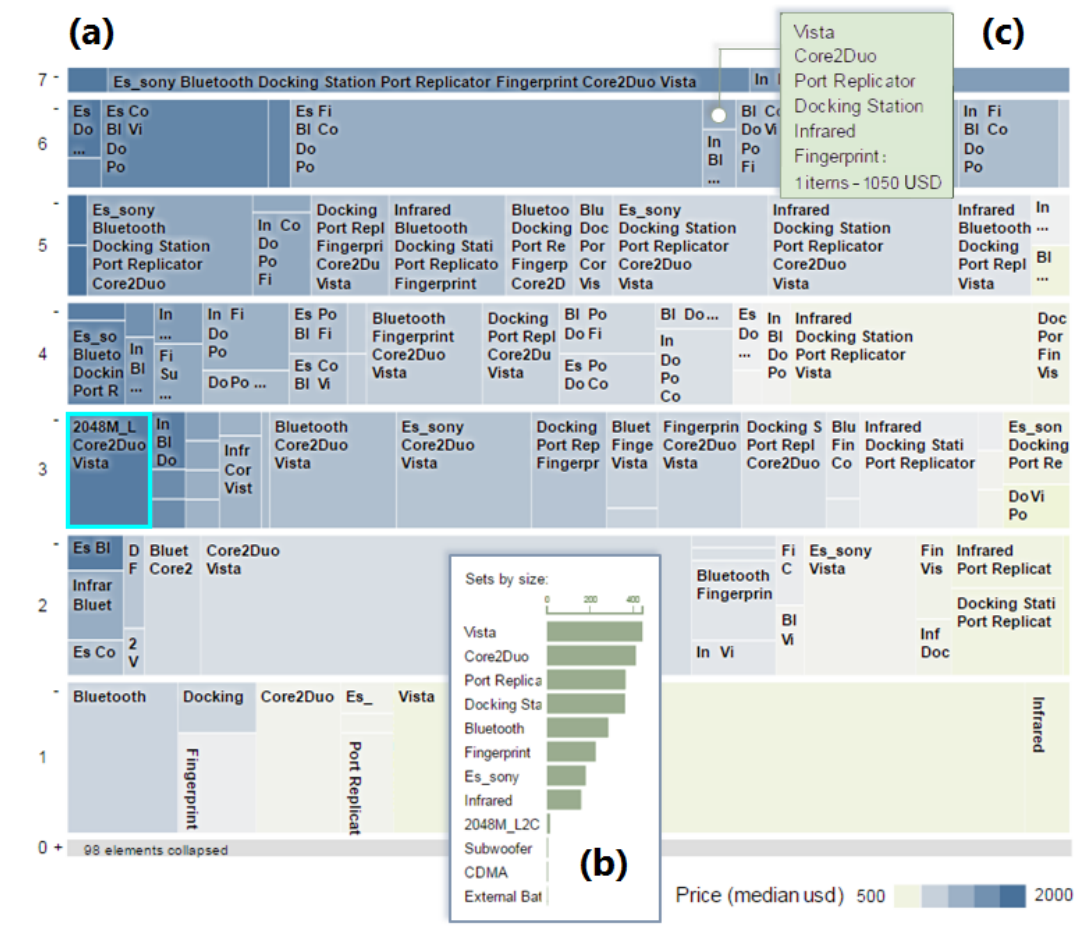 (a)
(c)
Vista
Core2Duo
Port Replicator
Docking Station
Infrared
Fingerprint:
1items - 1050 USD
7 -
Es_sony Bluetooth Docking Station Port Replicator Fingerprint Core2Duo Vista
In
-
6
Es
Do
...
Es Co
Bl Vi
Do
Po
Es Fi
Bl Co
Do
Po
In
Bl
...
Bl Co
Do Vi
Po
Fi
In Fi
Bl Co
Do
Po
-
5
Es_sony
Bluetooth
Docking Station
Port Replicator
Core2Duo
In Co
Do
Po
Fi
Docking
Port Repl
Fingerpri
Core2Du
Vista
Infrared
Bluetooth
Docking Stati
Port Replicato
Fingerprint
Bluetoo
Docking
Port Re
Fingerp
Core2D
Blu
Doc
Por
Cor
Vis
Es_sony
Docking Station
Port Replicator
Core2Duo
Vista
Infrared
Docking Station
Port Replicator
Core2Duo
Vista
Infrared
Bluetooth
Docking
Port Repl
Vista
In
...
Bl
...
-
4
Es_so
Blueto
Dockin
Port R
In
Bl
...
In
...
Fi
Su
...
In Fi
Do
Po
Do Po ...
Es Po
Bl Fi
Es Co
Bl Vi
Bluetooth
Fingerprint
Core2Duo
Vista
Docking
Port Repl
Core2Du
Vista
Bl Po
Do Fi
Es Po
Do Co
Bl Do...
In
Do
Po
Co
Es
Do
...
In
Bl
Do
Po
Infrared
Docking Station
Port Replicator
Vista
Doc
Por
Fin
Vis
-
3
2048M_L
Core2Duo
Vista
In
Bl
Do
Infr
Cor
Vist
Bluetooth
Core2Duo
Vista
Es_sony
Core2Duo
Vista
Docking
Port Rep
Fingerpr
Bluet
Finge
Vista
Fingerprin
Core2Duo
Vista
Docking S
Port Repl
Core2Duo
Blu
Fin
Co
Infrared
Docking Stati
Port Replicator
Es_son
Docking
Port Re
Do Vi
Po
-
2
Es Bl
Infrar
Bluet
Es Co
D
F
2
V
Bluet
Core2
Core2Duo
Vista
Bluetooth
Fingerprin
In Vi
Fi
C
Bl
Vi
Es_sony
Vista
Fin
Vis
Inf
Doc
Infrared
Port Replicat
Docking Stati
Port Replicat
-
1
Bluetooth
Docking
Fingerprint
Core2Duo
Es_
Port Replicat
Vista
Infrared
0 +
98 elements collapsed
Sets by size:
0 200 400
Vista
Core2Duo
Port Replica
Docking Sta
Bluetooth
Fingerprint
Es_sony
Infrared
2048M_L2C
Subwoofer
CDMA
External Bat
(b)
Price (median usd) 500 2000